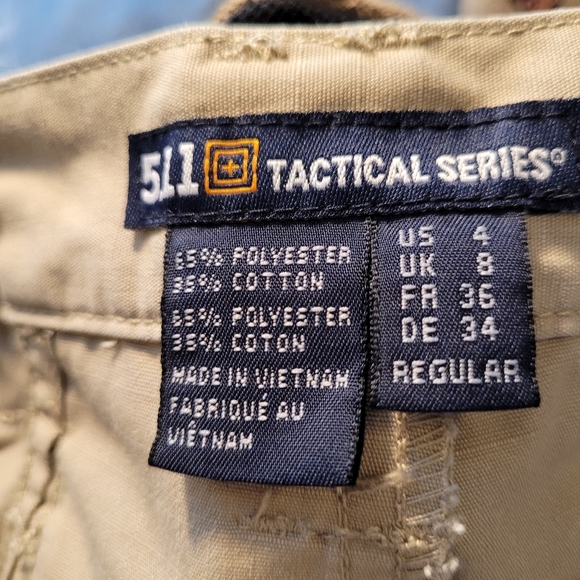 5.11 TACTICAL SERIES®
65% POLYESTER
35% COTTON
65% POLYESTER
35% COTON
MADE IN VIETNAM
FABRIQUÉ AU
VIÊTNAM
US 4
UK 8
FR 36
DE 34
REGULAR